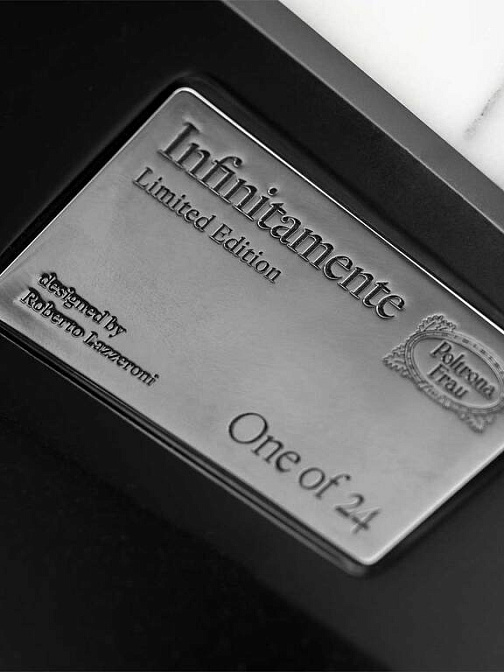 Infinitamente
Limited Edition
designed by
Roberto Lazzeroni
Poltrona
Frau
One of 24